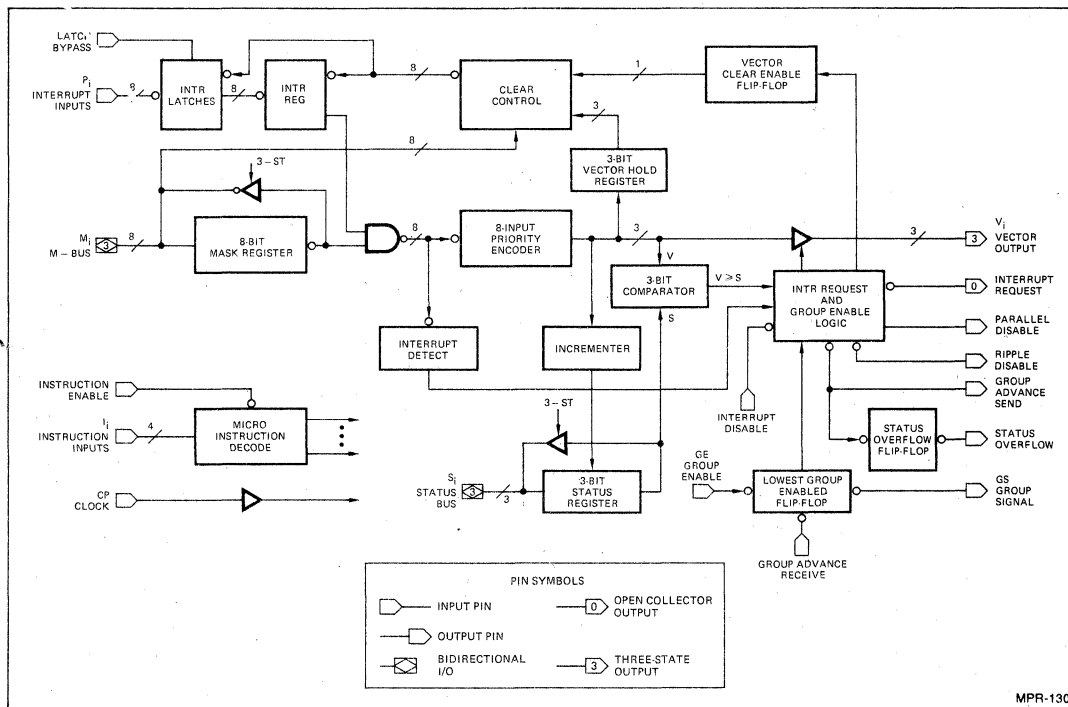 LATCH
BYPASS
Pi
INTERRUPT
INPUTS
8
INTR
LATCHES
8
INTR
REG
8
CLEAR
CONTROL
1
VECTOR
CLEAR ENABLE
FLIP-FLOP
3
8
3 – ST
3-BIT
VECTOR HOLD
REGISTER
Mi
M – BUS
3
8
8-BIT
MASK REGISTER
8
8-INPUT
PRIORITY
ENCODER
3
V
3-BIT
COMPARATOR
V ≥ S
S
3
3
Vi
VECTOR
OUTPUT
INTR REQUEST
AND
GROUP ENABLE
LOGIC
0
INTERRUPT
REQUEST
PARALLEL
DISABLE
RIPPLE
DISABLE
GROUP
ADVANCE
SEND
INTERRUPT
DETECT
INCREMENTER
INTERRUPT
DISABLE
STATUS
OVERFLOW
FLIP-FLOP
STATUS
OVERFLOW
INSTRUCTION
ENABLE
Ii
INSTRUCTION
INPUTS
4
MICRO
INSTRUCTION
DECODE
3 – ST
CP
CLOCK
Si
STATUS
BUS
3
3
3-BIT
STATUS
REGISTER
GE
GROUP
ENABLE
LOWEST GROUP
ENABLED
FLIP-FLOP
GS
GROUP
SIGNAL
GROUP ADVANCE
RECEIVE
PIN SYMBOLS
INPUT PIN
0
OPEN COLLECTOR
OUTPUT
OUTPUT PIN
BIDIRECTIONAL
I/O
3
THREE-STATE
OUTPUT
MPR-130